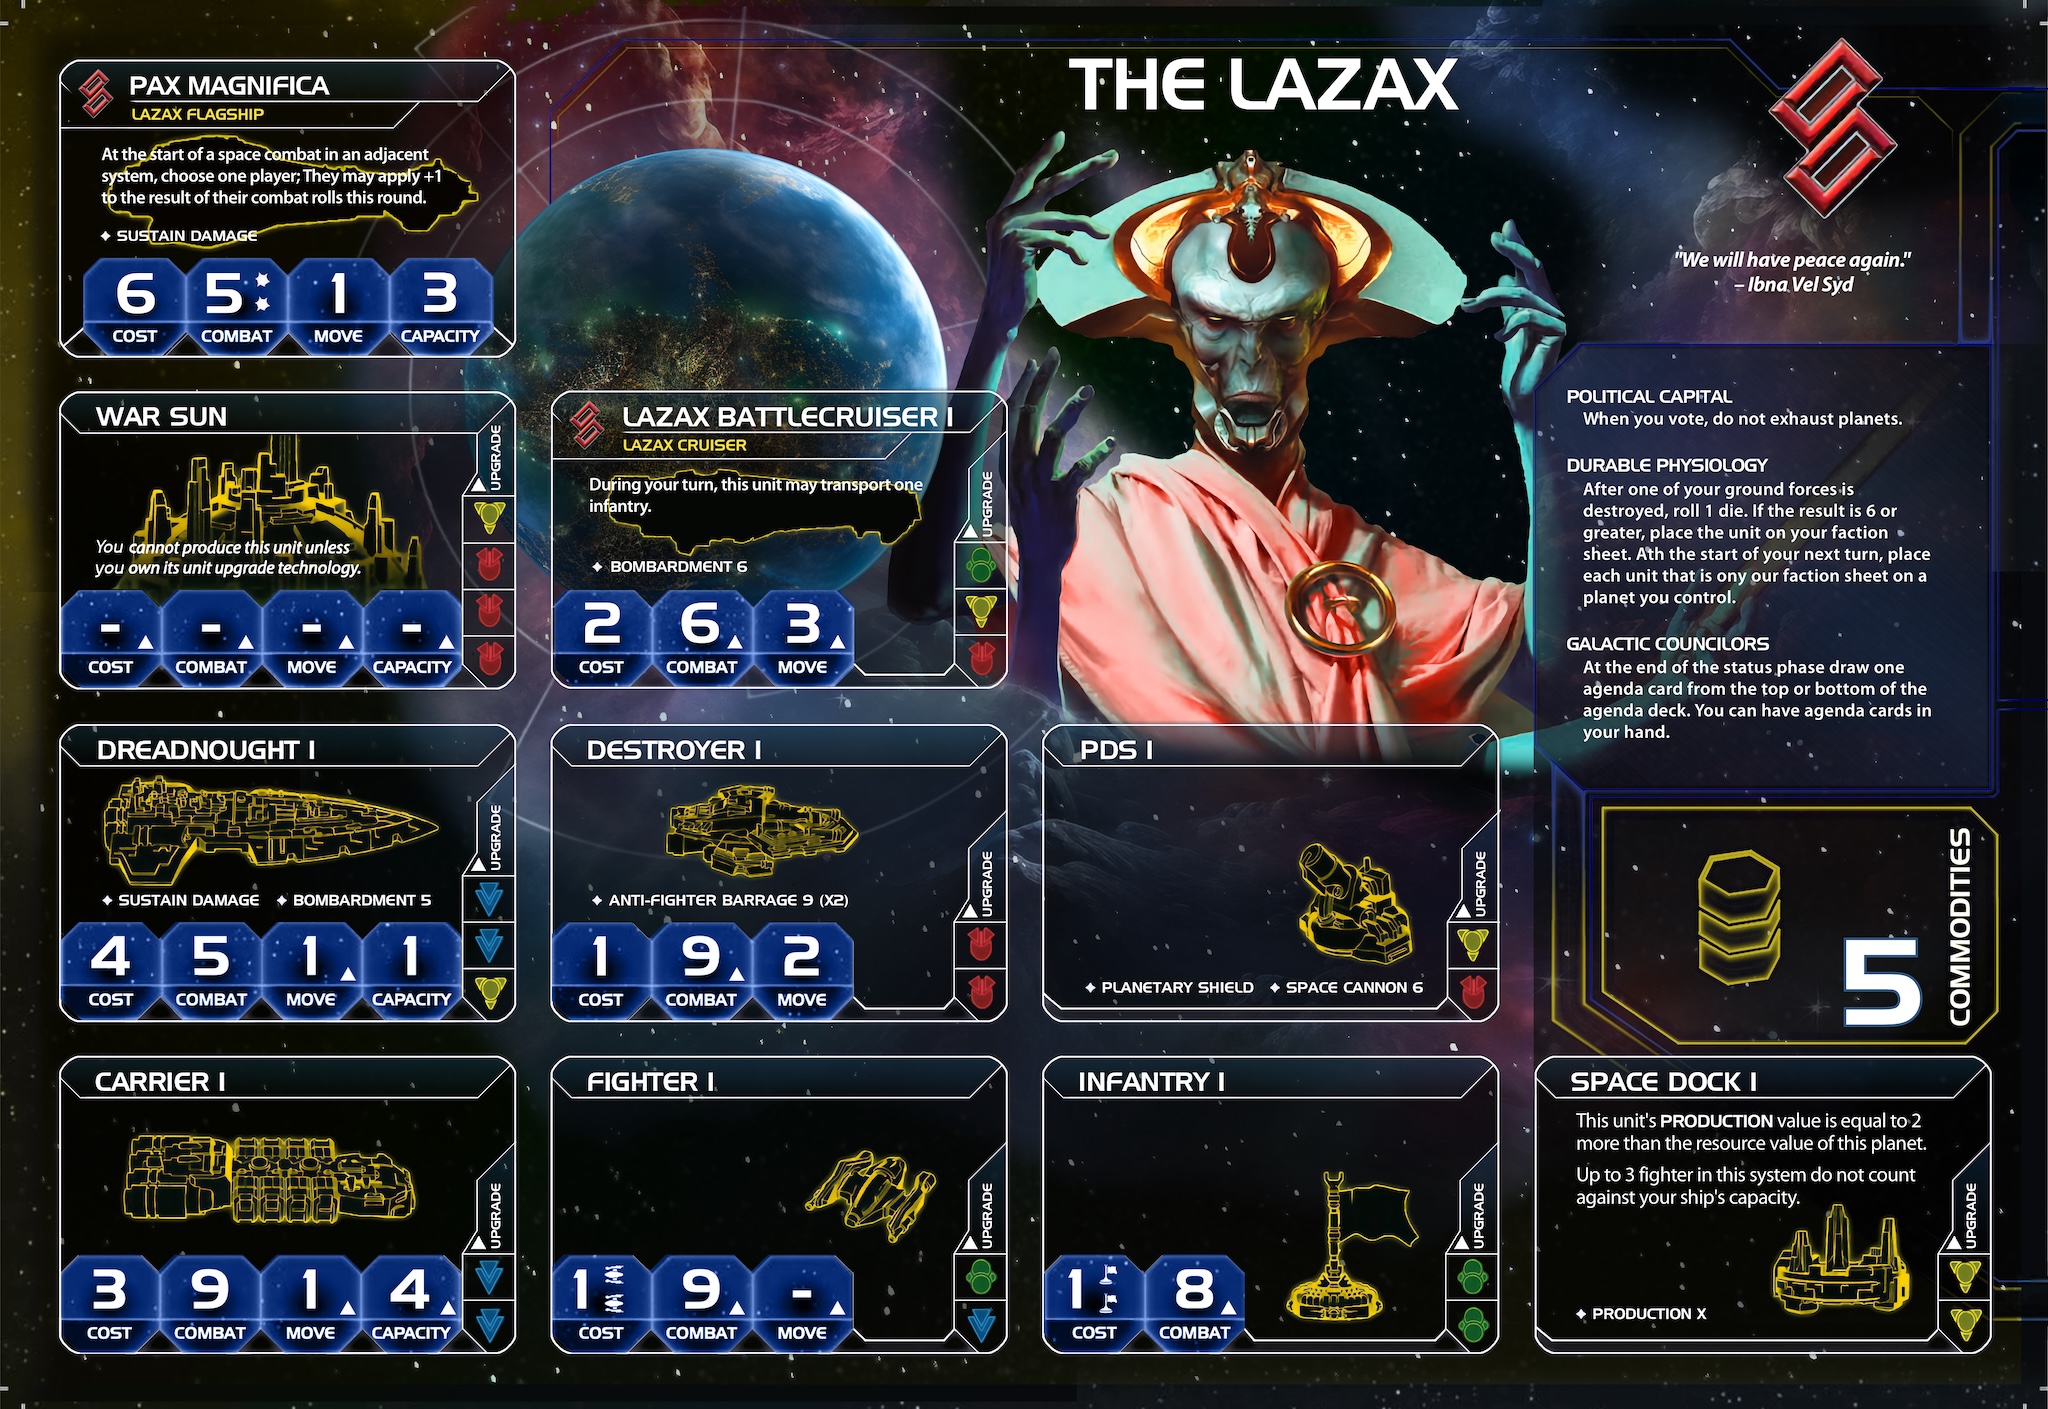 THE LAZAX
PAX MAGNIFICA
LAZAX FLAGSHIP
At the start of a space combat in an adjacent
system, choose one player; They may apply +1
to the result of their combat rolls this round.
SUSTAIN DAMAGE
6 5 1 3
COST COMBAT MOVE CAPACITY
"We will have peace again."
– Ibna Vel Syd
WAR SUN
You cannot produce this unit unless
you own its unit upgrade technology.
UPGRADE
- - - -
COST COMBAT MOVE CAPACITY
LAZAX BATTLECRUISER I
LAZAX CRUISER
During your turn, this unit may transport one
infantry.
BOMBARDMENT 6
UPGRADE
2 6 3
COST COMBAT MOVE
POLITICAL CAPITAL
When you vote, do not exhaust planets.
DURABLE PHYSIOLOGY
After one of your ground forces is
destroyed, roll 1 die. If the result is 6 or
greater, place the unit on your faction
sheet. Ath the start of your next turn, place
each unit that is ony our faction sheet on a
planet you control.
GALACTIC COUNCILORS
At the end of the status phase draw one
agenda card from the top or bottom of the
agenda deck. You can have agenda cards in
your hand.
DREADNOUGHT I
SUSTAIN DAMAGE BOMBARDMENT 5
UPGRADE
4 5 1 1
COST COMBAT MOVE CAPACITY
DESTROYER I
ANTI-FIGHTER BARRAGE 9 (X2)
UPGRADE
1 9 2
COST COMBAT MOVE
PDS I
PLANETARY SHIELD SPACE CANNON 6
UPGRADE
5
COMMODITIES
CARRIER I
UPGRADE
3 9 1 4
COST COMBAT MOVE CAPACITY
FIGHTER I
UPGRADE
1 9 -
COST COMBAT MOVE
INFANTRY I
UPGRADE
1 8
COST COMBAT
SPACE DOCK I
This unit's PRODUCTION value is equal to 2
more than the resource value of this planet.
Up to 3 fighter in this system do not count
against your ship's capacity.
PRODUCTION X
UPGRADE